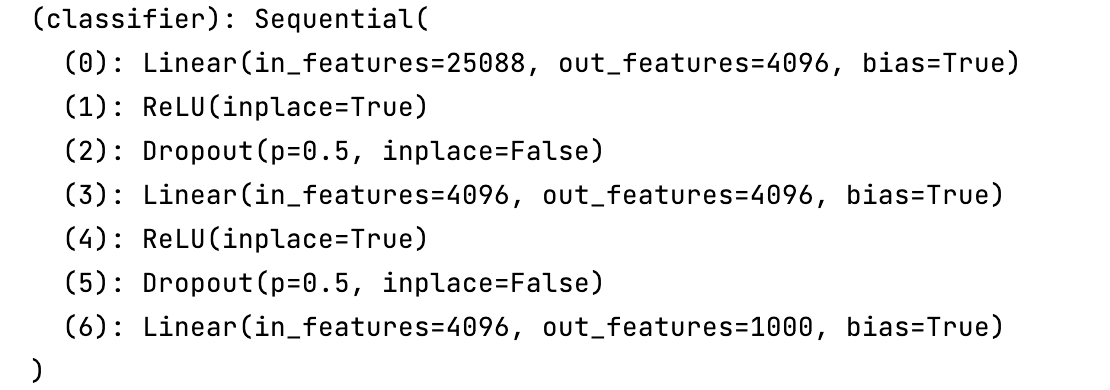 (classifier): Sequential(
(0): Linear(in_features=25088, out_features=4096, bias=True)
(1): ReLU(inplace=True)
(2): Dropout(p=0.5, inplace=False)
(3): Linear(in_features=4096, out_features=4096, bias=True)
(4): ReLU(inplace=True)
(5): Dropout(p=0.5, inplace=False)
(6): Linear(in_features=4096, out_features=1000, bias=True)
)